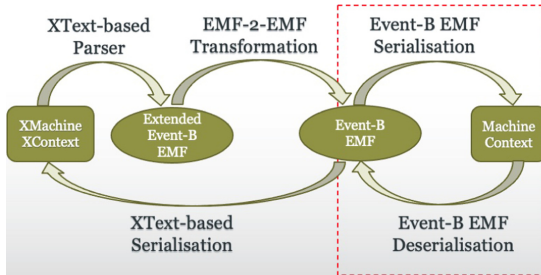 XText-based
Parser
EMF-2-EMF
Transformation
Event-B EMF
Serialisation
XMachine
XContext
Extended
Event-B
EMF
Event-B
EMF
Machine
Context
XText-based
Serialisation
Event-B EMF
Deserialisation